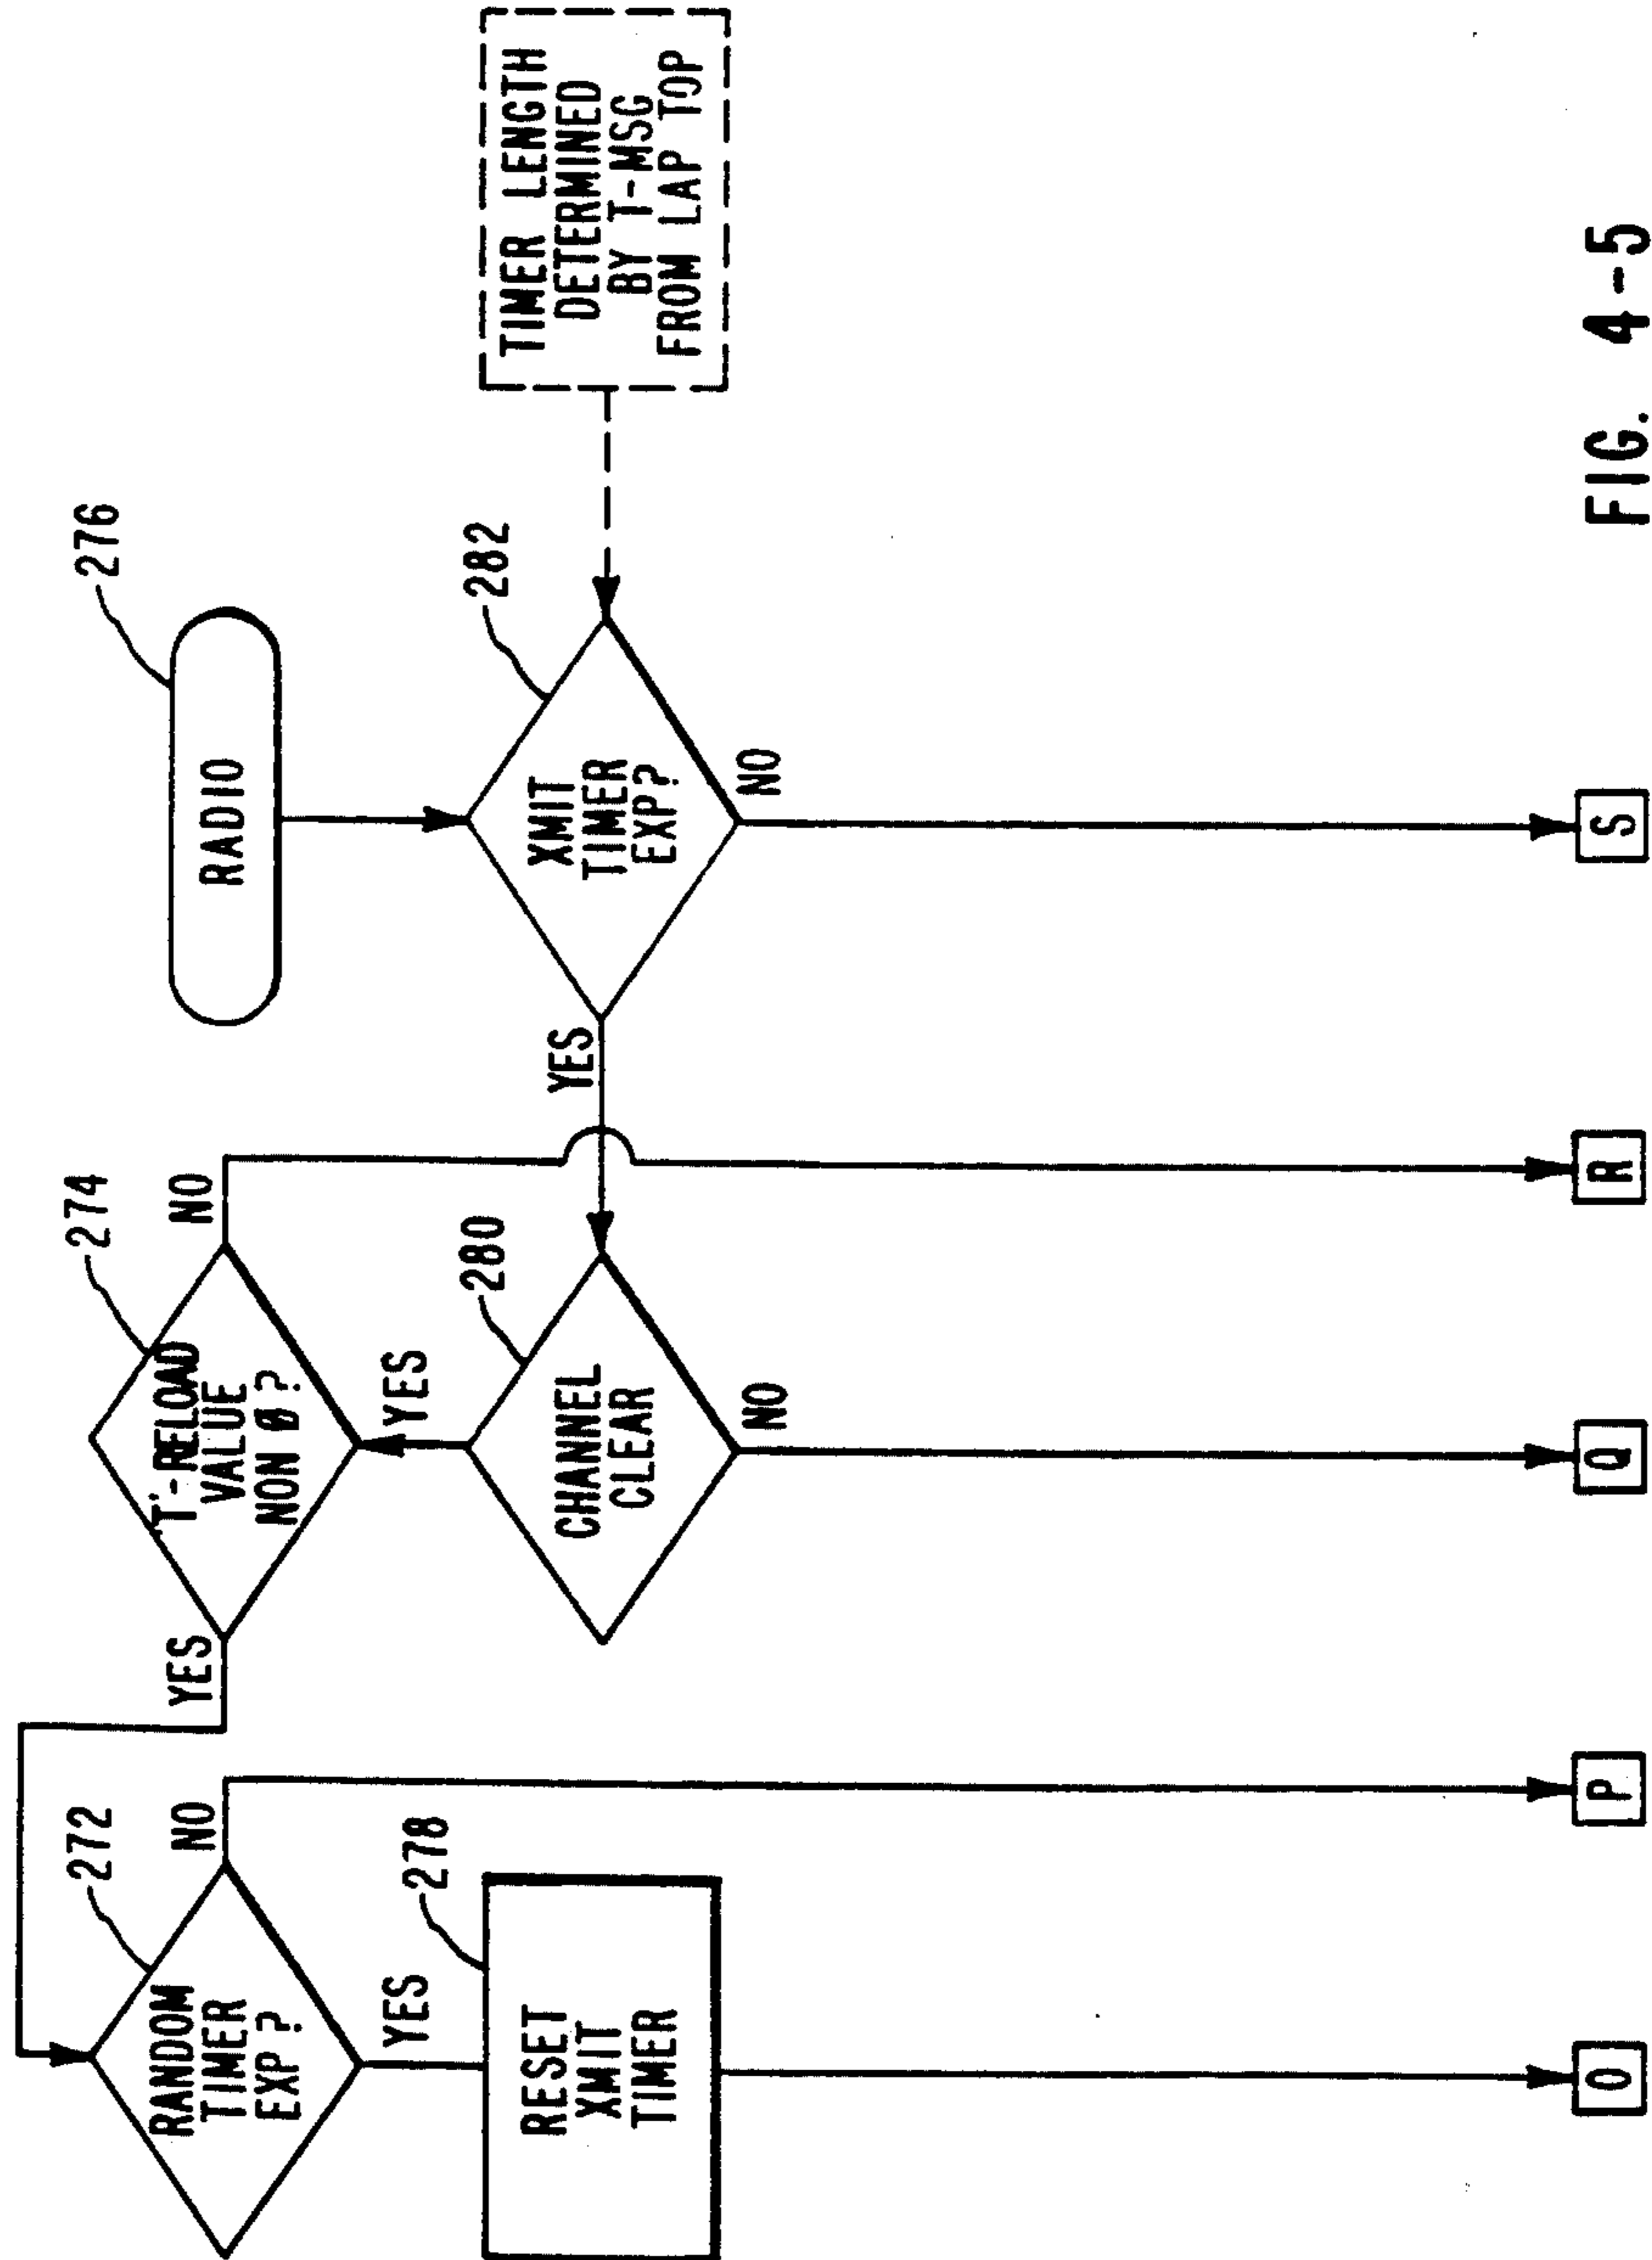 276
RADIO
TIMER LENGTH
DETERMINED
BY T-MSG
FROM LAP TOP
282
XMIT
TIMER
EXP?
YES
NO
274
'T'-RELOAD
VALUE
NON Ø?
NO
YES
280
CHANNEL
CLEAR
YES
NO
272
RANDOM
TIMER
EXP?
NO
YES
278
RESET
XMIT
TIMER
O
P
Q
R
S
FIG. 4-5